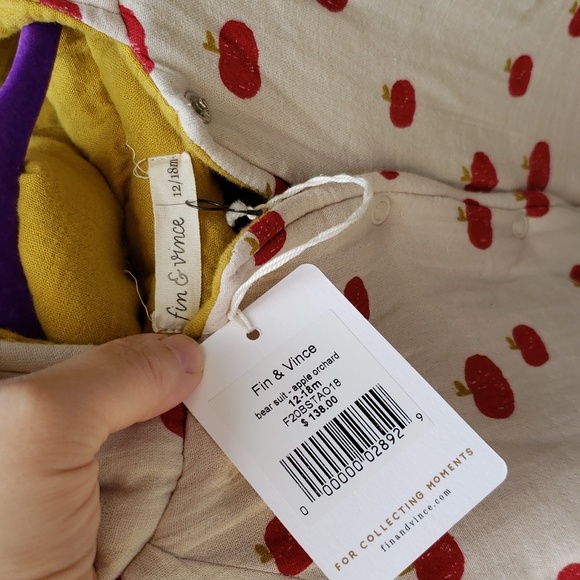 12/18m
fin & vince
Fin & Vince
bear suit - apple orchard
12-18m
F20BSTAO18
$ 138.00
0 00000 02892 9
FOR COLLECTING MOMENTS
finandvince.com